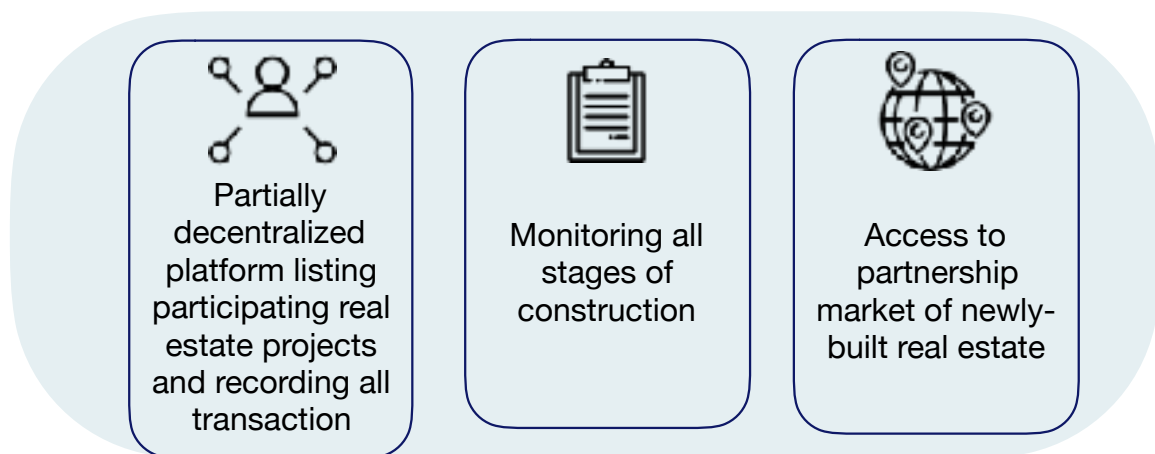 Partially
decentralized
platform listing
participating real
estate projects
and recording all
transaction
Monitoring all
stages of
construction
Access to
partnership
market of newly-
built real estate